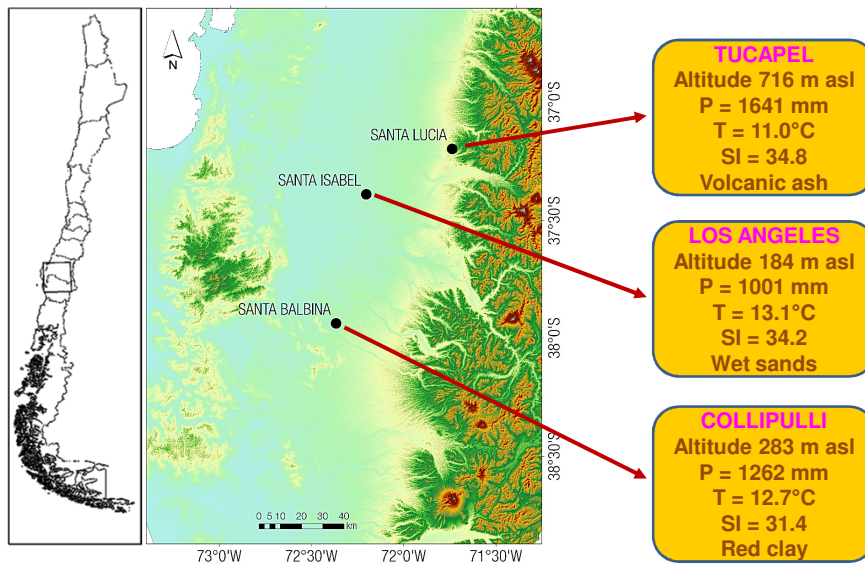 N
SANTA LUCIA
SANTA ISABEL
SANTA BALBINA
37°0'S
37°30'S
38°0'S
38°30'S
0 5 10 20 30 40
km
73°0'W 72°30'W 72°0'W 71°30'W
TUCAPEL
Altitude 716 m asl
P = 1641 mm
T = 11.0°C
SI = 34.8
Volcanic ash
LOS ANGELES
Altitude 184 m asl
P = 1001 mm
T = 13.1°C
SI = 34.2
Wet sands
COLLIPULLI
Altitude 283 m asl
P = 1262 mm
T = 12.7°C
SI = 31.4
Red clay